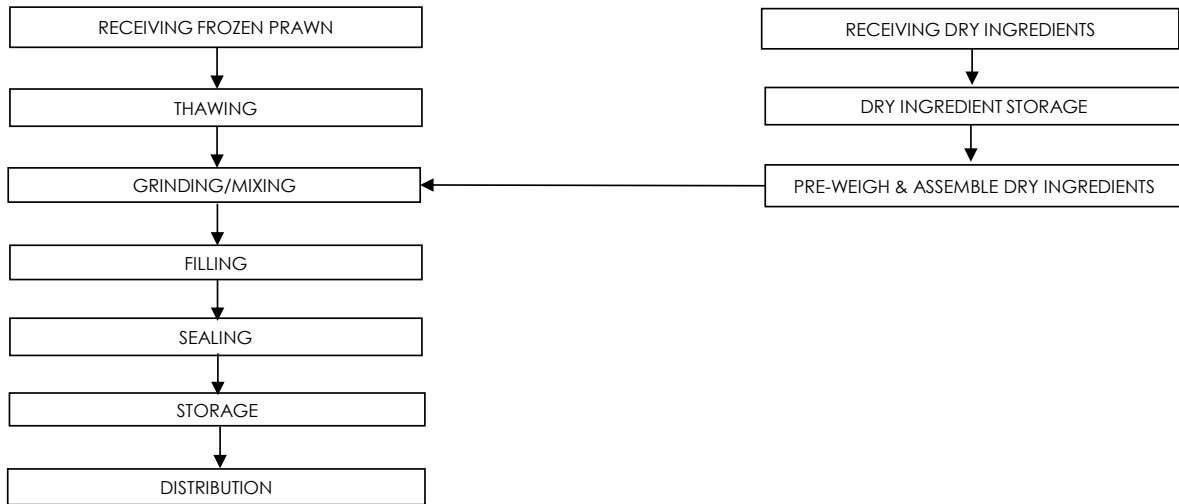 RECEIVING FROZEN PRAWN
THAWING
GRINDING/MIXING
FILLING
SEALING
STORAGE
DISTRIBUTION
RECEIVING DRY INGREDIENTS
DRY INGREDIENT STORAGE
PRE-WEIGH & ASSEMBLE DRY INGREDIENTS